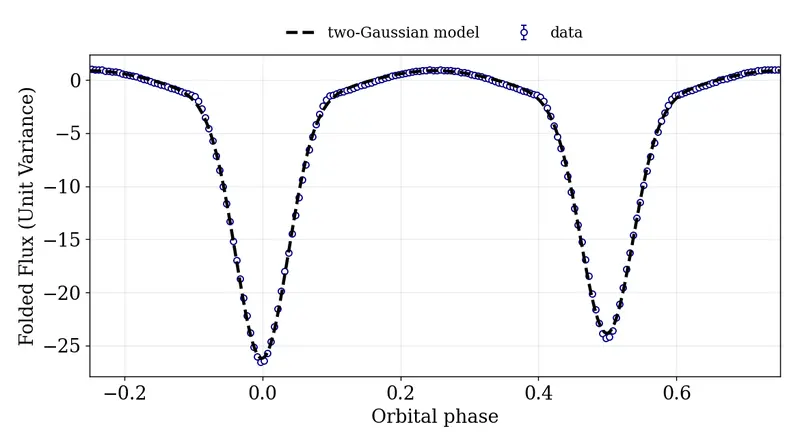 two-Gaussian model data
0
−5
−10
−15
−20
−25
Folded Flux (Unit Variance)
−0.2 0.0 0.2 0.4 0.6
Orbital phase